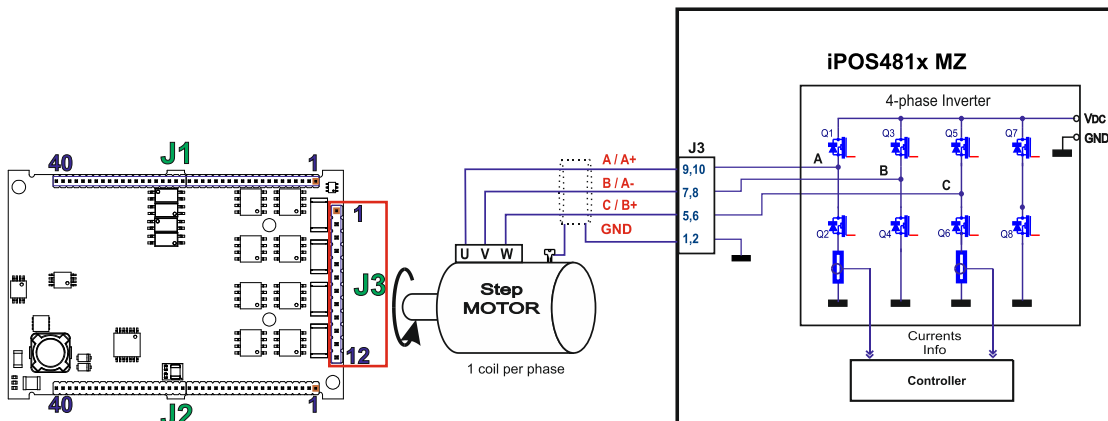 iPOS481x MZ
4-phase Inverter
Q1
Q3
Q5
Q7
VDC
GND
J1
40
1
J3
A / A+
9,10
A
B / A-
7,8
B
C / B+
5,6
C
GND
1,2
1
J3
12
U V W
Step
MOTOR
1 coil per phase
Q2
Q4
Q6
Q8
Currents
Info
Controller
40
1
J2